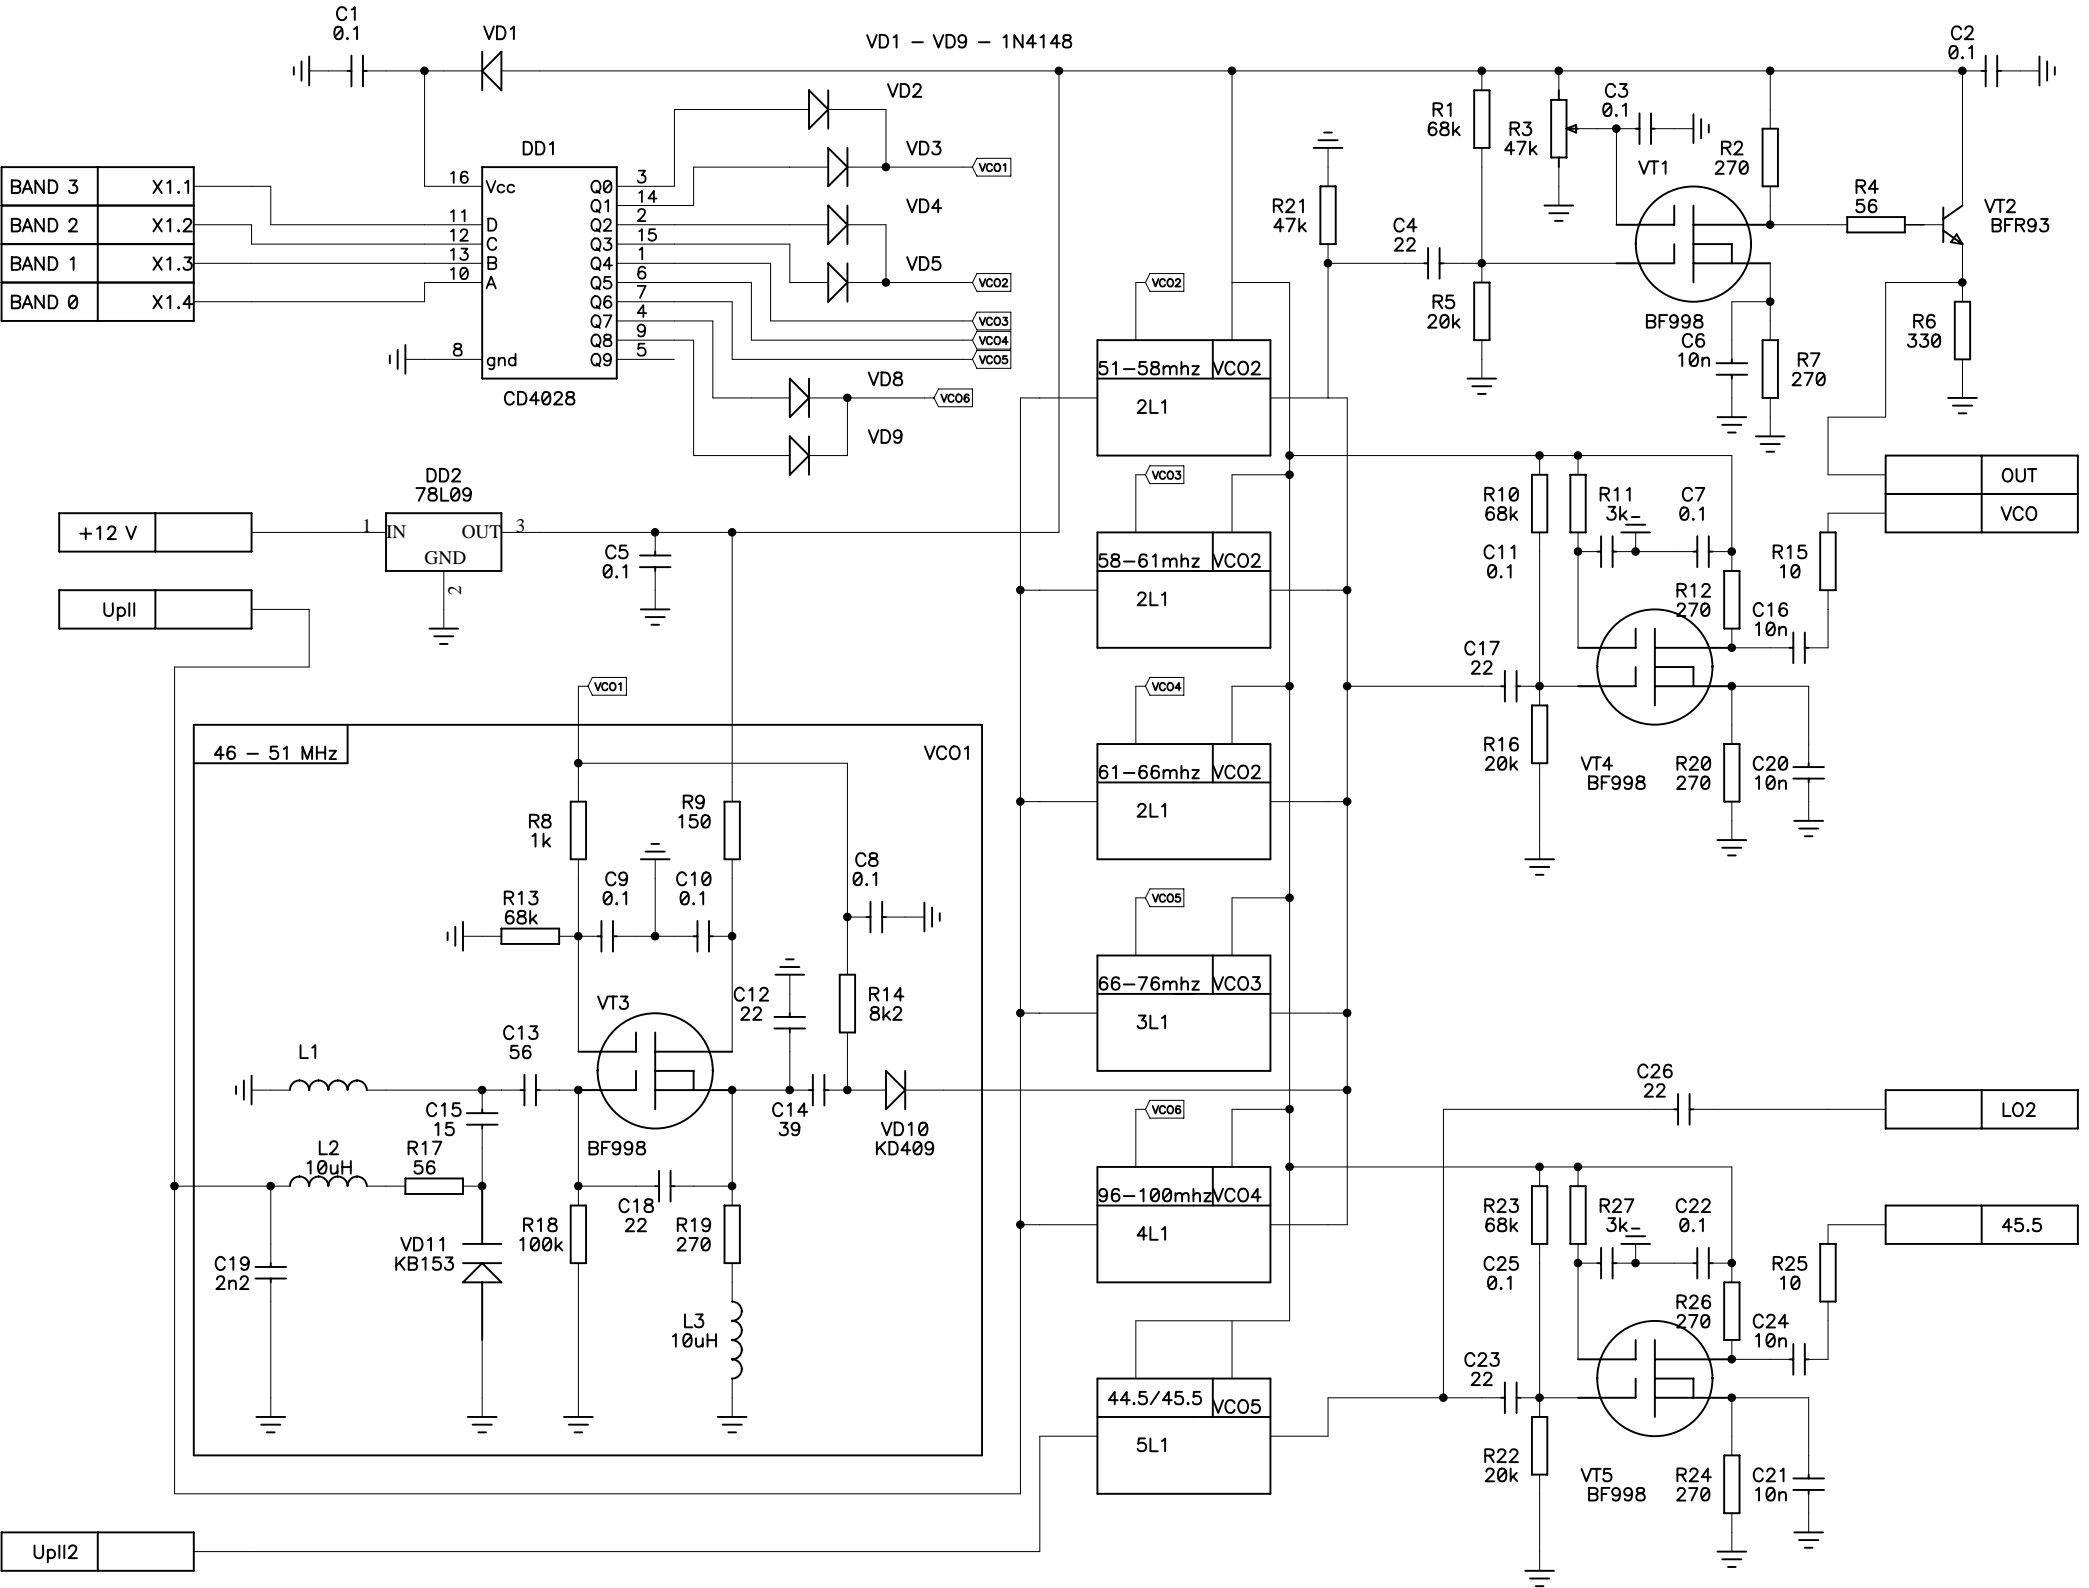 C1
0.1
VD1
VD1 – VD9 – 1N4148
C2
0.1
VD2
VD3
VCO1
VD4
VD5
VCO2
VCO3
VCO4
VCO5
VD8
VCO6
VD9
DD1
16 Vcc
11 D
12 C
13 B
10 A
8 gnd
Q0 3
Q1 14
Q2 2
Q3 15
Q4 1
Q5 6
Q6 7
Q7 4
Q8 9
Q9 5
CD4028
BAND 3 X1.1
BAND 2 X1.2
BAND 1 X1.3
BAND 0 X1.4
R1
68k
R3
47k
C3
0.1
VT1
R2
270
R4
56
VT2
BFR93
R21
47k
C4
22
R5
20k
BF998
C6
10n
R7
270
R6
330
DD2
78L09
+12 V
1 IN OUT 3
GND
2
UpII
C5
0.1
VCO2
51–58mhz VCO2
2L1
VCO3
58–61mhz VCO2
2L1
VCO4
61–66mhz VCO2
2L1
VCO5
66–76mhz VCO3
3L1
VCO6
96–100mhz VCO4
4L1
44.5/45.5 VCO5
5L1
R10
68k
R11
3k
C7
0.1
C11
0.1
R12
270
C16
10n
R15
10
OUT
VCO
C17
22
R16
20k
VT4
BF998
R20
270
C20
10n
VCO1
46 – 51 MHz
VCO1
R8
1k
R9
150
C8
0.1
R13
68k
C9
0.1
C10
0.1
VT3
C12
22
R14
8k2
L1
C13
56
C15
15
BF998
C14
39
VD10
KD409
L2
10uH
R17
56
C18
22
R18
100k
R19
270
VD11
KB153
C19
2n2
L3
10uH
C26
22
LO2
R23
68k
R27
3k
C22
0.1
45.5
C25
0.1
R25
10
R26
270
C24
10n
C23
22
R22
20k
VT5
BF998
R24
270
C21
10n
UpII2